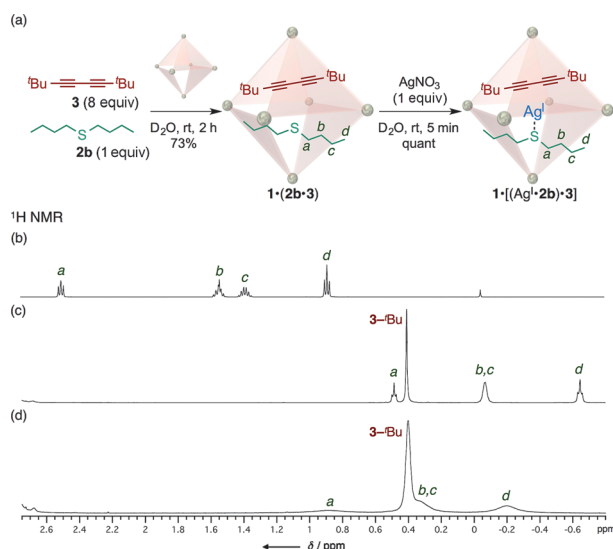 (a)
ᵗBu ᵗBu
3 (8 equiv)
S
2b (1 equiv)
D₂O, rt, 2 h
73%
ᵗBu ᵗBu
S
a b c d
1•(2b•3)
AgNO₃
(1 equiv)
D₂O, rt, 5 min
quant
ᵗBu ᵗBu
Agᴵ
S
a b c d
1•[(Agᴵ•2b)•3]
¹H NMR
(b)
a b c d
(c)
3–ᵗBu
a b,c d
(d)
3–ᵗBu
a b,c d
2.6 2.4 2.2 2.0 1.8 1.6 1.4 1.2 1.0 0.8 0.6 0.4 0.2 0 -0.2 -0.4 -0.6 ppm
δ / ppm